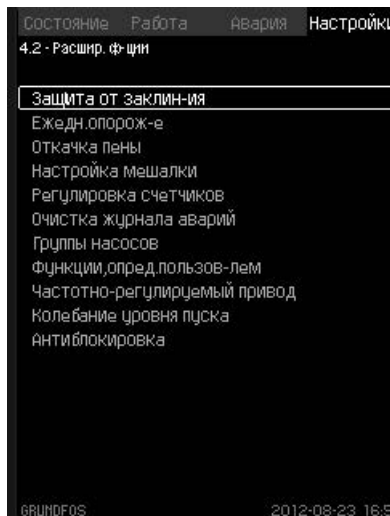 Состояние Работа Авария Настройки
4.2 - Расшир. ф-ции
Защита от заклин-ия
Ежедн.опорож-е
Откачка пены
Настройка мешалки
Регулировка счетчиков
Очистка журнала аварий
Группы насосов
Функции,опред.пользов-лем
Частотно-регулируемый привод
Колебание уровня пуска
Антиблокировка
GRUNDFOS 2012-08-23 16:5